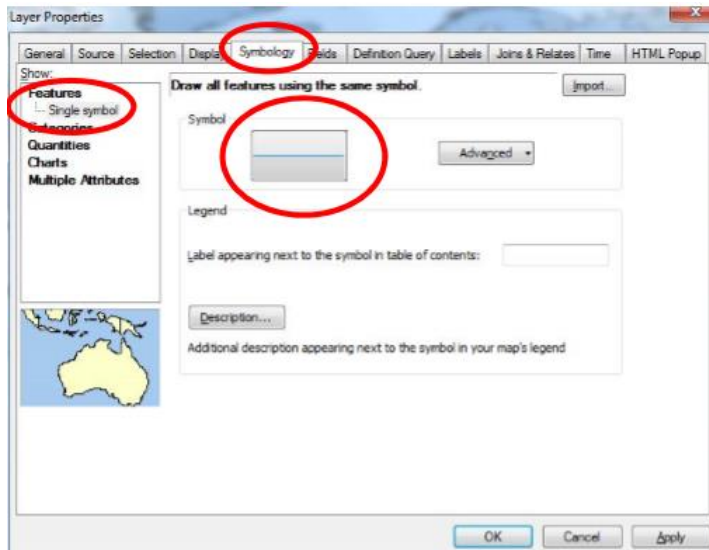 Layer Properties
General Source Selection Display Symbology Fields Definition Query Labels Joins & Relates Time HTML Popup
Show:
Features
Single symbol
Categories
Quantities
Charts
Multiple Attributes
Draw all features using the same symbol.
Import...
Symbol
Advanced
Legend
Label appearing next to the symbol in table of contents:
Description...
Additional description appearing next to the symbol in your map's legend
OK Cancel Apply